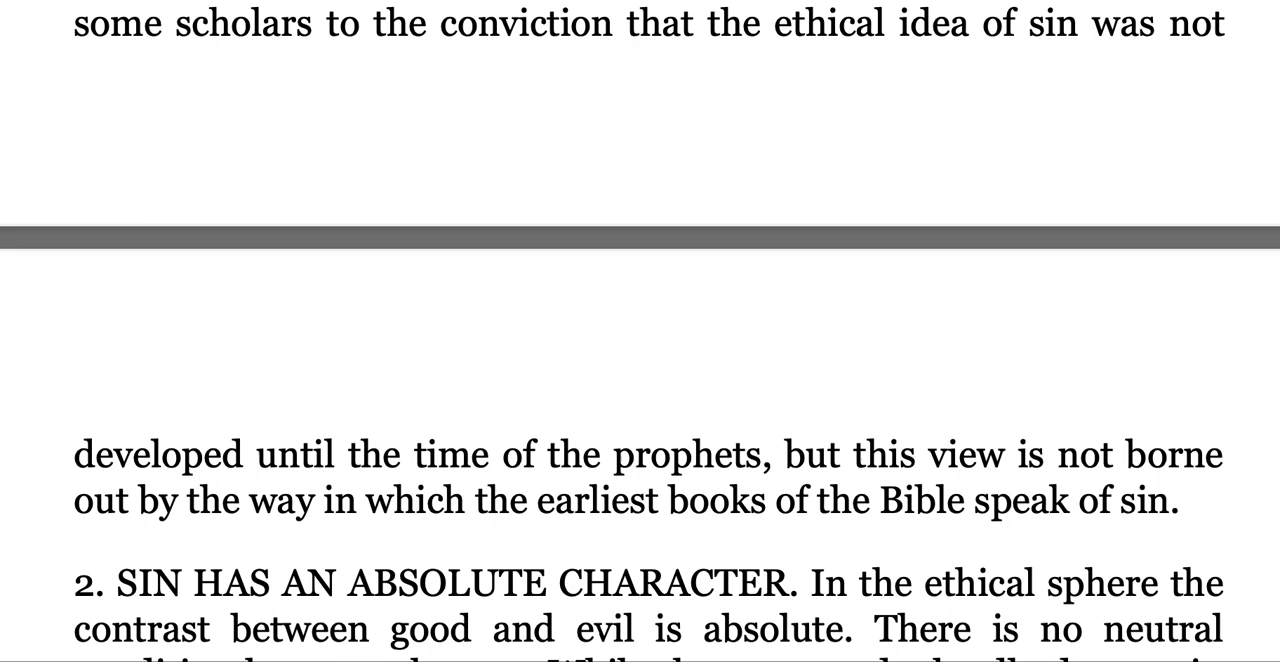 some scholars to the conviction that the ethical idea of sin was not
developed until the time of the prophets, but this view is not borne
out by the way in which the earliest books of the Bible speak of sin.
2. SIN HAS AN ABSOLUTE CHARACTER. In the ethical sphere the
contrast between good and evil is absolute. There is no neutral